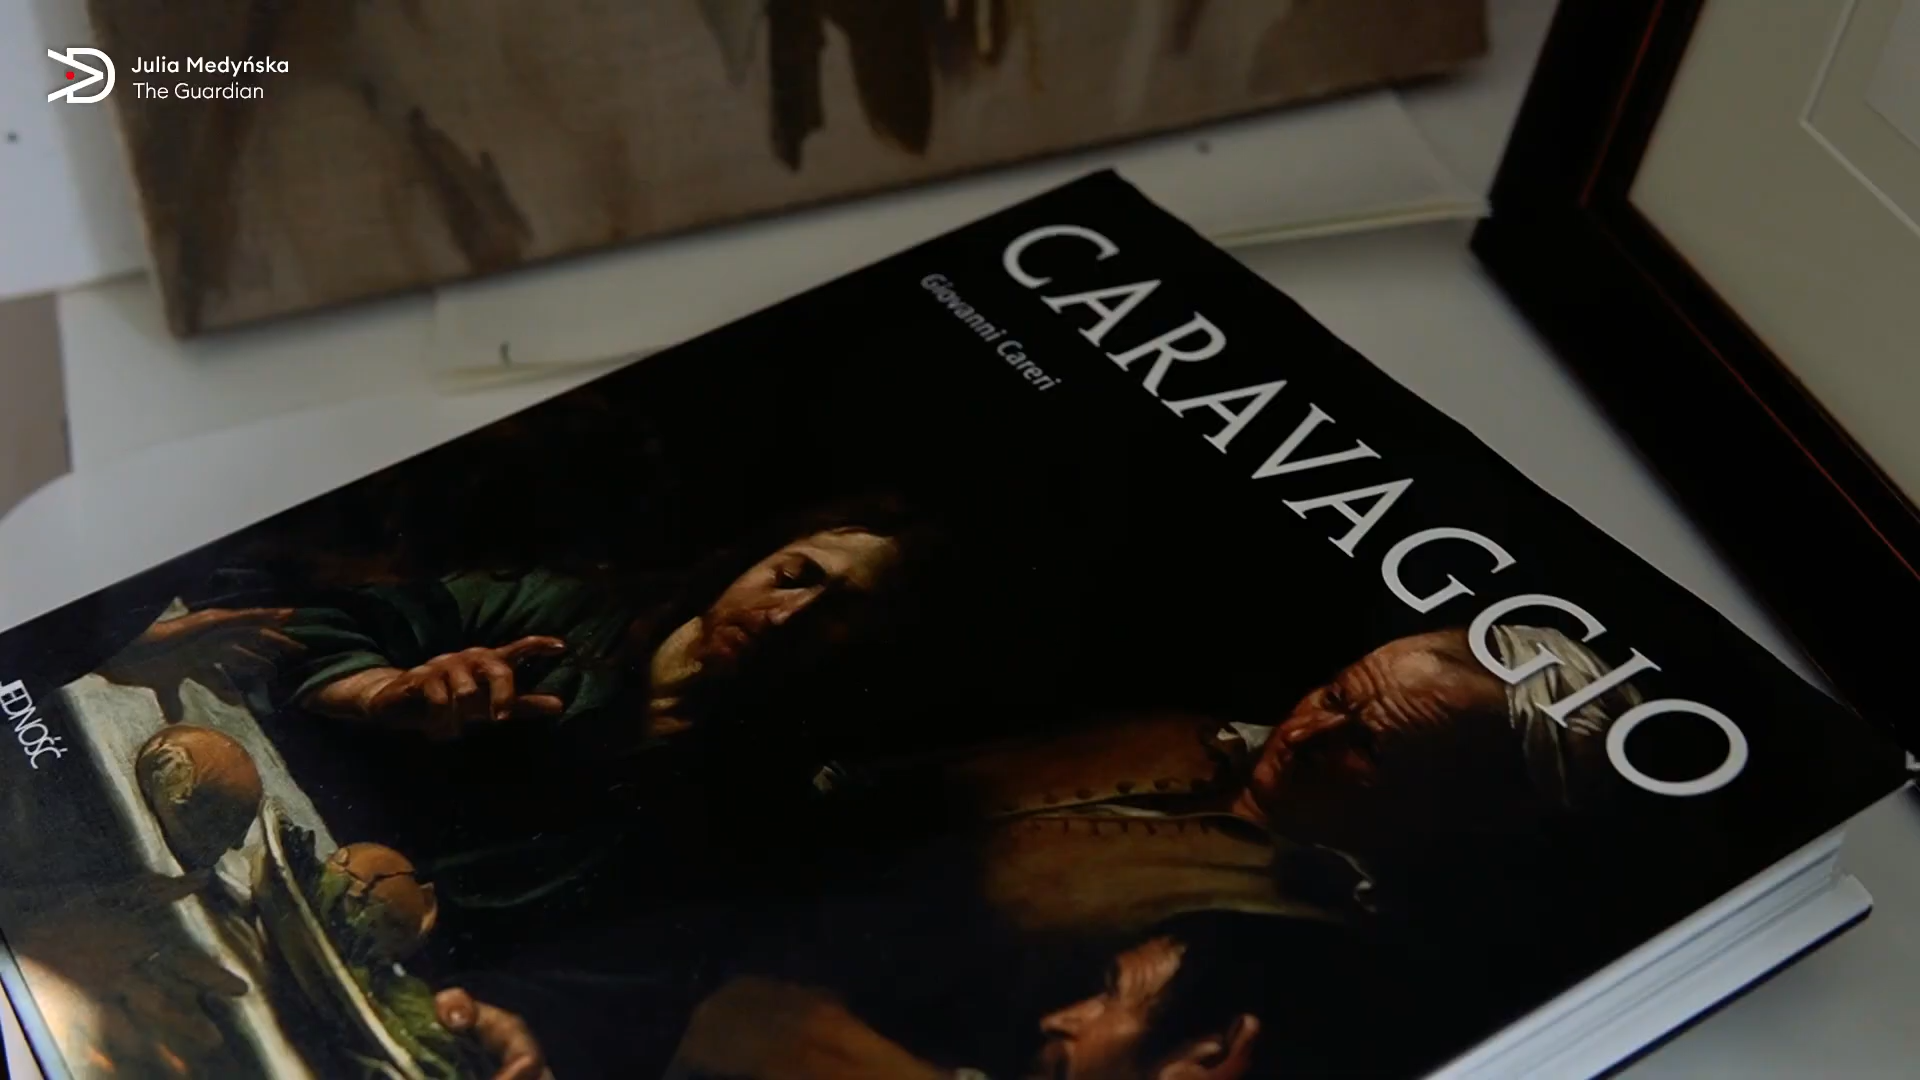 Julia Medyńska
The Guardian
CARAVAGGIO
Giovanni Careri
JEDNOŚĆ